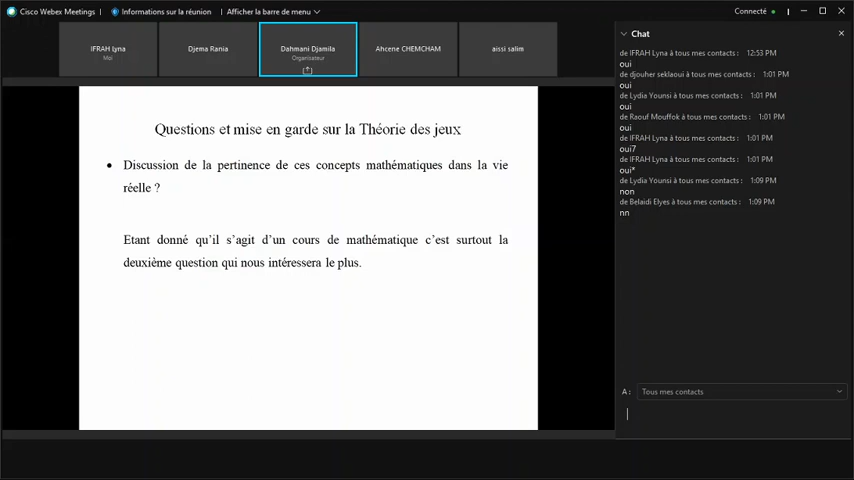 Cisco Webex Meetings
Informations sur la réunion
Afficher la barre de menu
Connecté
IFRAH Lyna
Moi
Djema Rania
Dahmani Djamila
Organisateur
Ahcene CHEMCHAM
aissi salim
Questions et mise en garde sur la Théorie des jeux
• Discussion de la pertinence de ces concepts mathématiques dans la vie
réelle ?
Etant donné qu'il s'agit d'un cours de mathématique c'est surtout la
deuxième question qui nous intéressera le plus.
Chat
de IFRAH Lyna à tous mes contacts : 12:53 PM
oui
de djouher seklaoui à tous mes contacts : 1:01 PM
oui
de Lydia Younsi à tous mes contacts : 1:01 PM
oui
de Raouf Mouffok à tous mes contacts : 1:01 PM
oui
de IFRAH Lyna à tous mes contacts : 1:01 PM
oui7
de IFRAH Lyna à tous mes contacts : 1:01 PM
oui*
de Lydia Younsi à tous mes contacts : 1:09 PM
non
de Belaidi Elyes à tous mes contacts : 1:09 PM
nn
A : Tous mes contacts